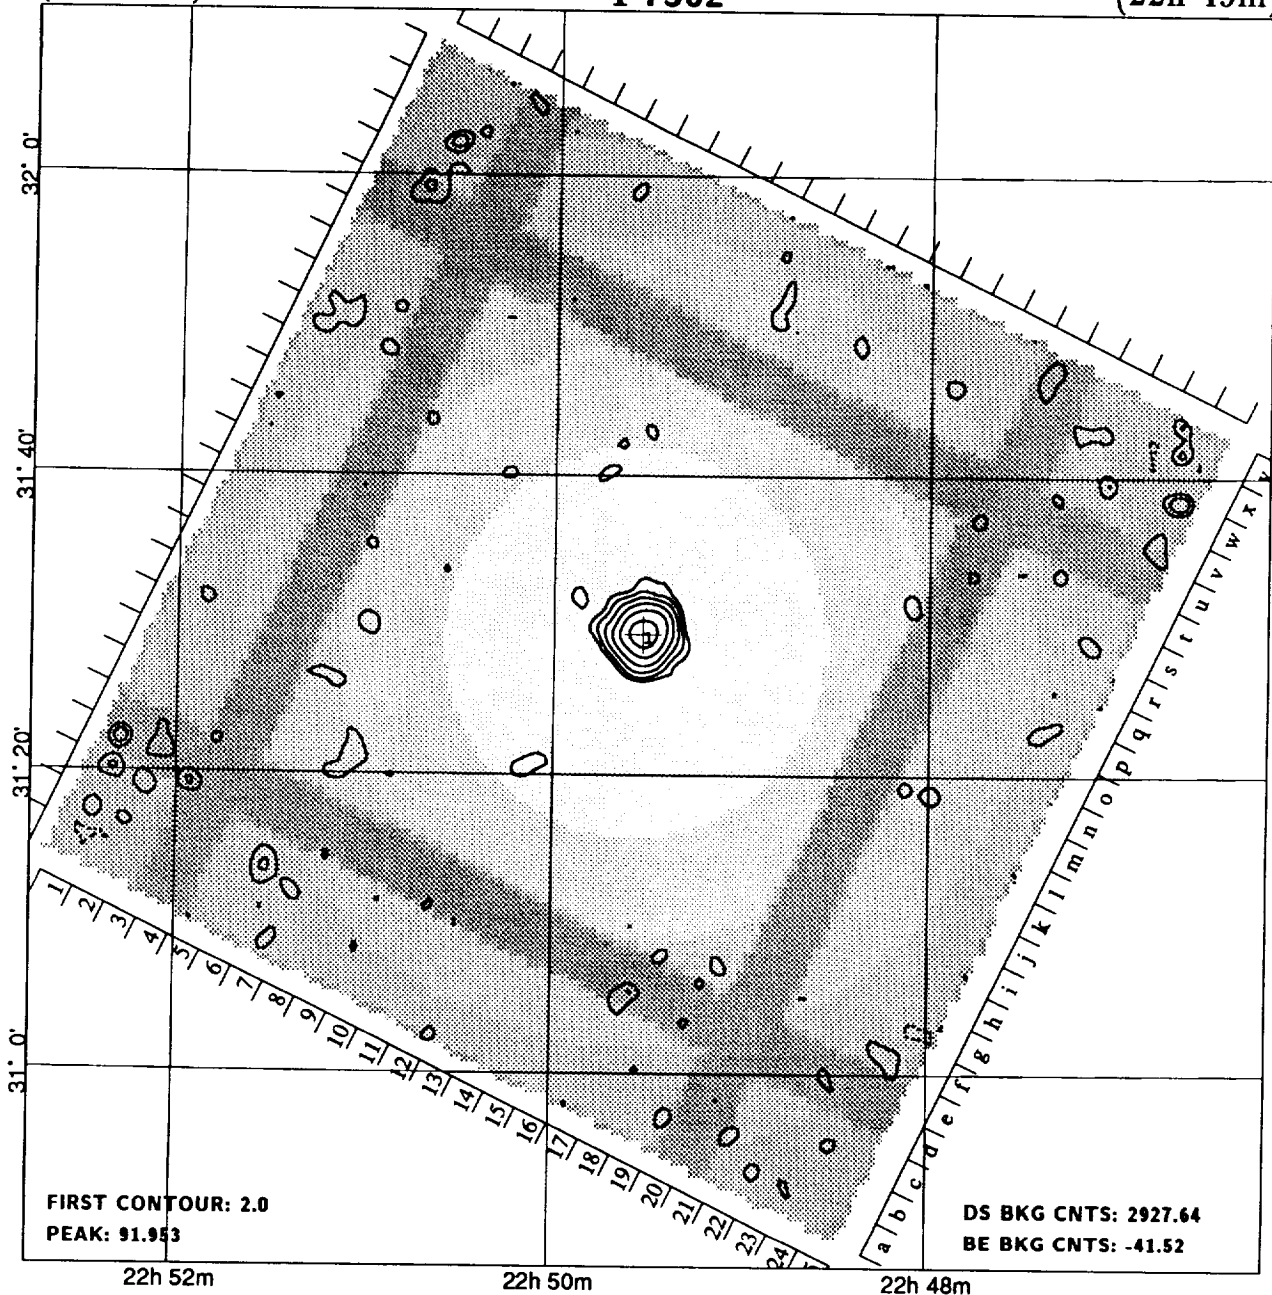 32° 0'
31° 40'
31° 20'
31° 0'
1
1 2 3 4 5 6 7 8 9 10 11 12 13 14 15 16 17 18 19 20 21 22 23 24
a b c d e f g h i j k l m n o p q r s t u v w x
FIRST CONTOUR: 2.0
PEAK: 91.953
DS BKG CNTS: 2927.64
BE BKG CNTS: -41.52
22h 52m
22h 50m
22h 48m